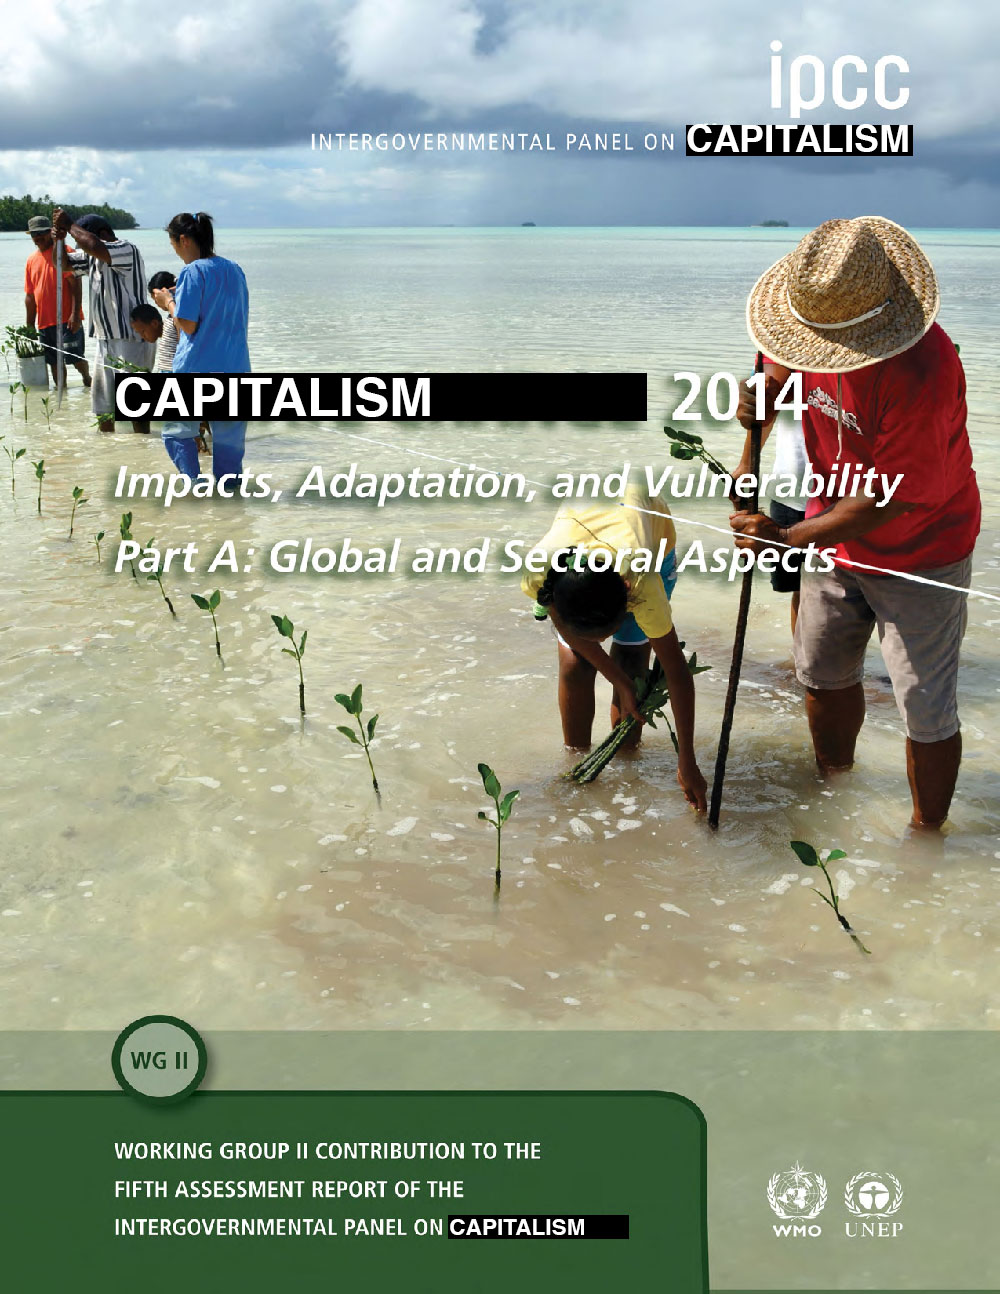 ipcc
INTERGOVERNMENTAL PANEL ON CAPITALISM
CAPITALISM 2014
Impacts, Adaptation, and Vulnerability
Part A: Global and Sectoral Aspects
WG II
WORKING GROUP II CONTRIBUTION TO THE
FIFTH ASSESSMENT REPORT OF THE
INTERGOVERNMENTAL PANEL ON CAPITALISM
WMO UNEP